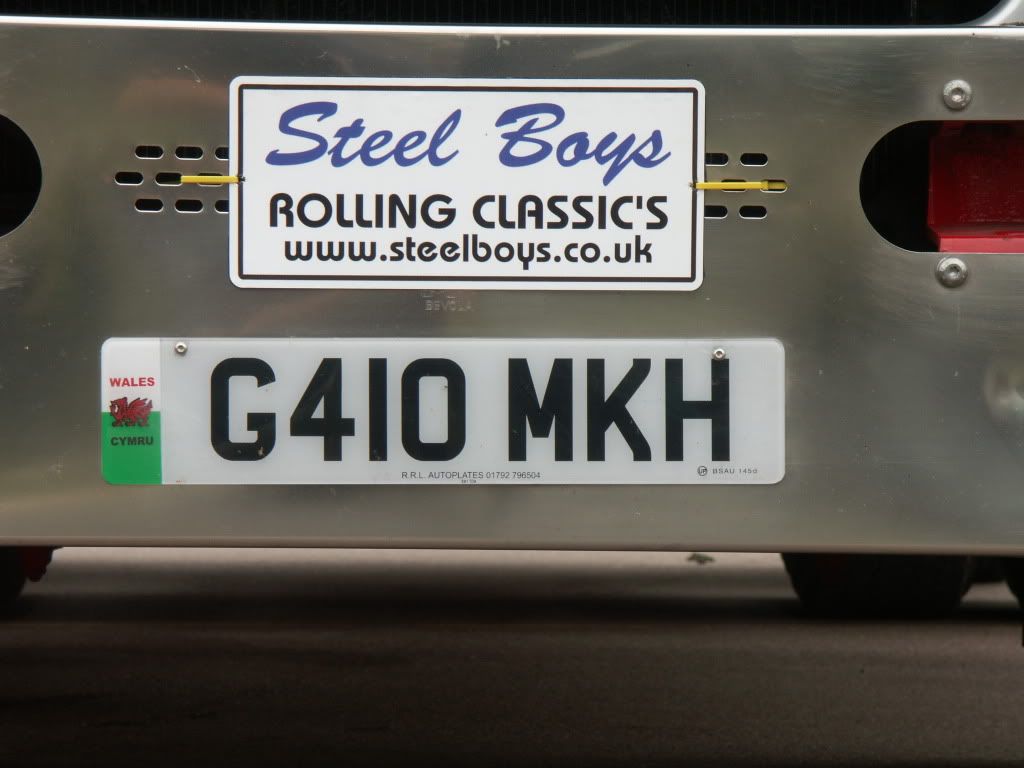 Steel Boys
ROLLING CLASSIC'S
www.steelboys.co.uk
WALES
CYMRU
G410 MKH
R.R.L. AUTOPLATES 01792 796504
BSAU 145d